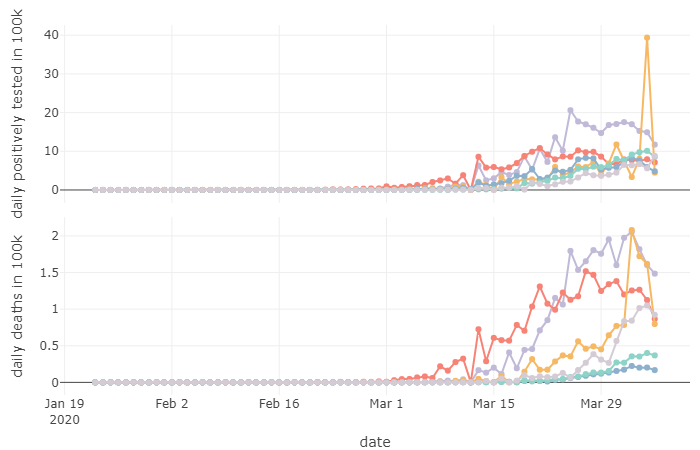 daily positively tested in 100k
40
30
20
10
0
daily deaths in 100k
2
1.5
1
0.5
0
Jan 19
2020
Feb 2
Feb 16
Mar 1
Mar 15
Mar 29
date